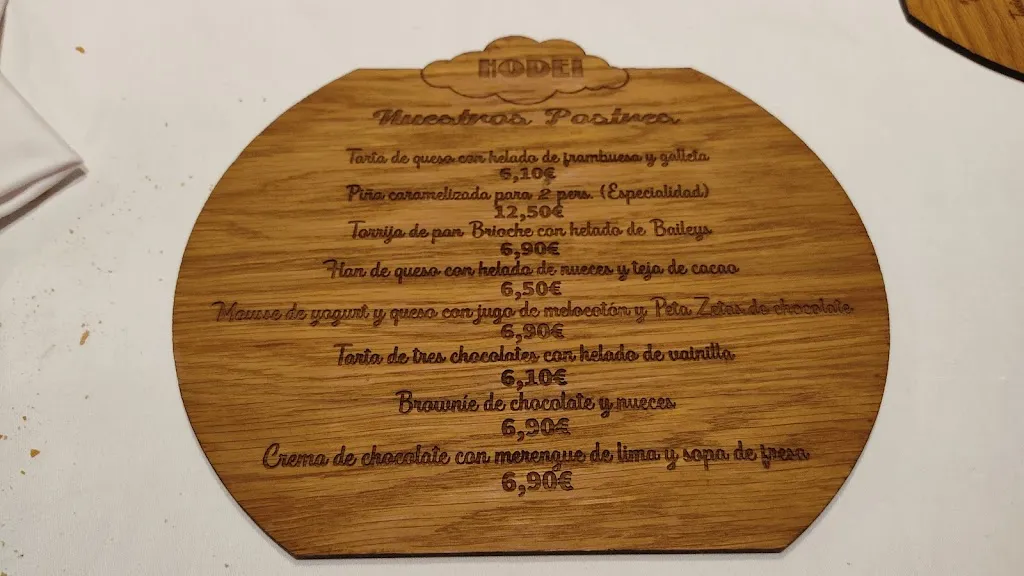 HODEI
Nuestros Postres
Tarta de queso con helado de frambuesa y galleta
6,10€
Piña caramelizada para 2 pers. (Especialidad)
12,50€
Torrija de pan Brioche con helado de Baileys
6,90€
Flan de queso con helado de nueces y teja de cacao
6,50€
Mousse de yogurt y queso con jugo de melocotón y Peta Zetas de chocolate
6,90€
Tarta de tres chocolates con helado de vainilla
6,10€
Brownie de chocolate y nueces
6,90€
Crema de chocolate con merengue de lima y sopa de fresa
6,90€